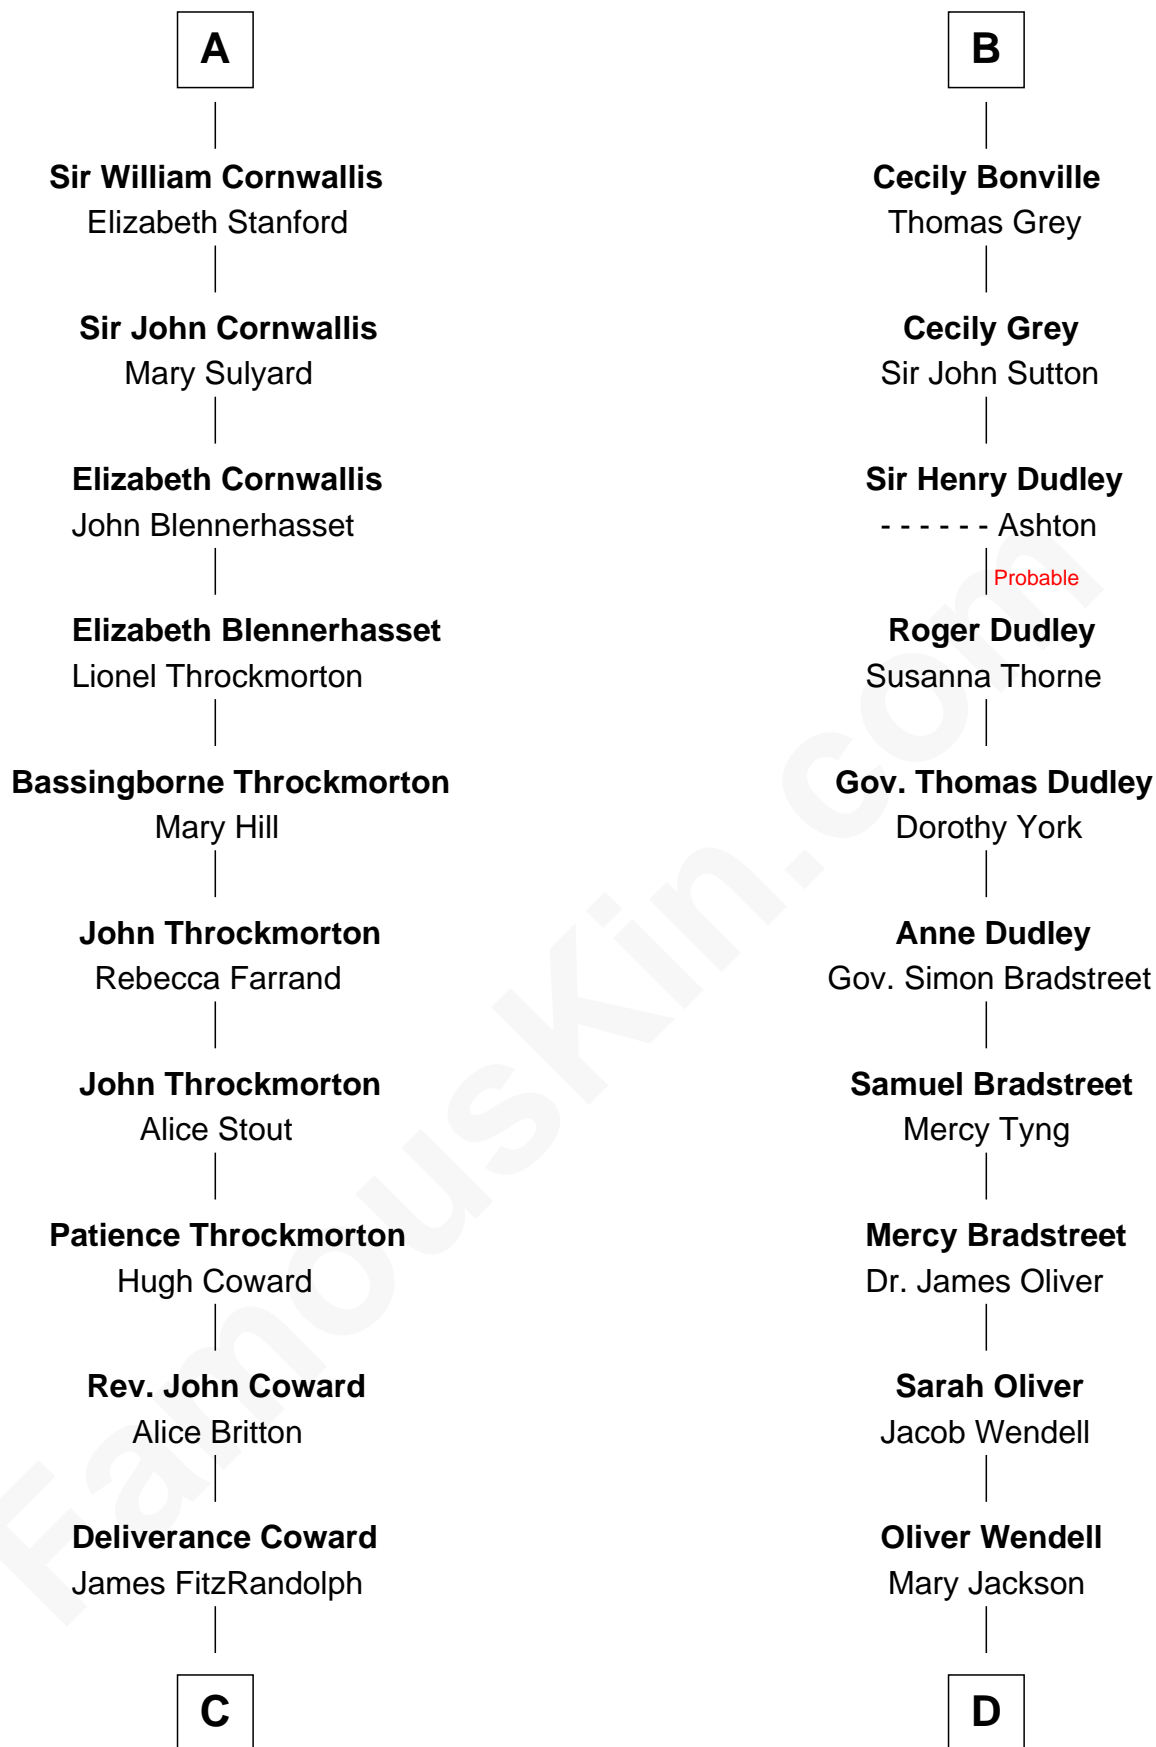 A
Sir William Cornwallis
Elizabeth Stanford
Sir John Cornwallis
Mary Sulyard
Elizabeth Cornwallis
John Blennerhasset
Elizabeth Blennerhasset
Lionel Throckmorton
Bassingborne Throckmorton
Mary Hill
John Throckmorton
Rebecca Farrand
John Throckmorton
Alice Stout
Patience Throckmorton
Hugh Coward
Rev. John Coward
Alice Britton
Deliverance Coward
James FitzRandolph
C
B
Cecily Bonville
Thomas Grey
Cecily Grey
Sir John Sutton
Sir Henry Dudley
- - - - - - Ashton
Probable
Roger Dudley
Susanna Thorne
Gov. Thomas Dudley
Dorothy York
Anne Dudley
Gov. Simon Bradstreet
Samuel Bradstreet
Mercy Tyng
Mercy Bradstreet
Dr. James Oliver
Sarah Oliver
Jacob Wendell
Oliver Wendell
Mary Jackson
D
FamousKin.com